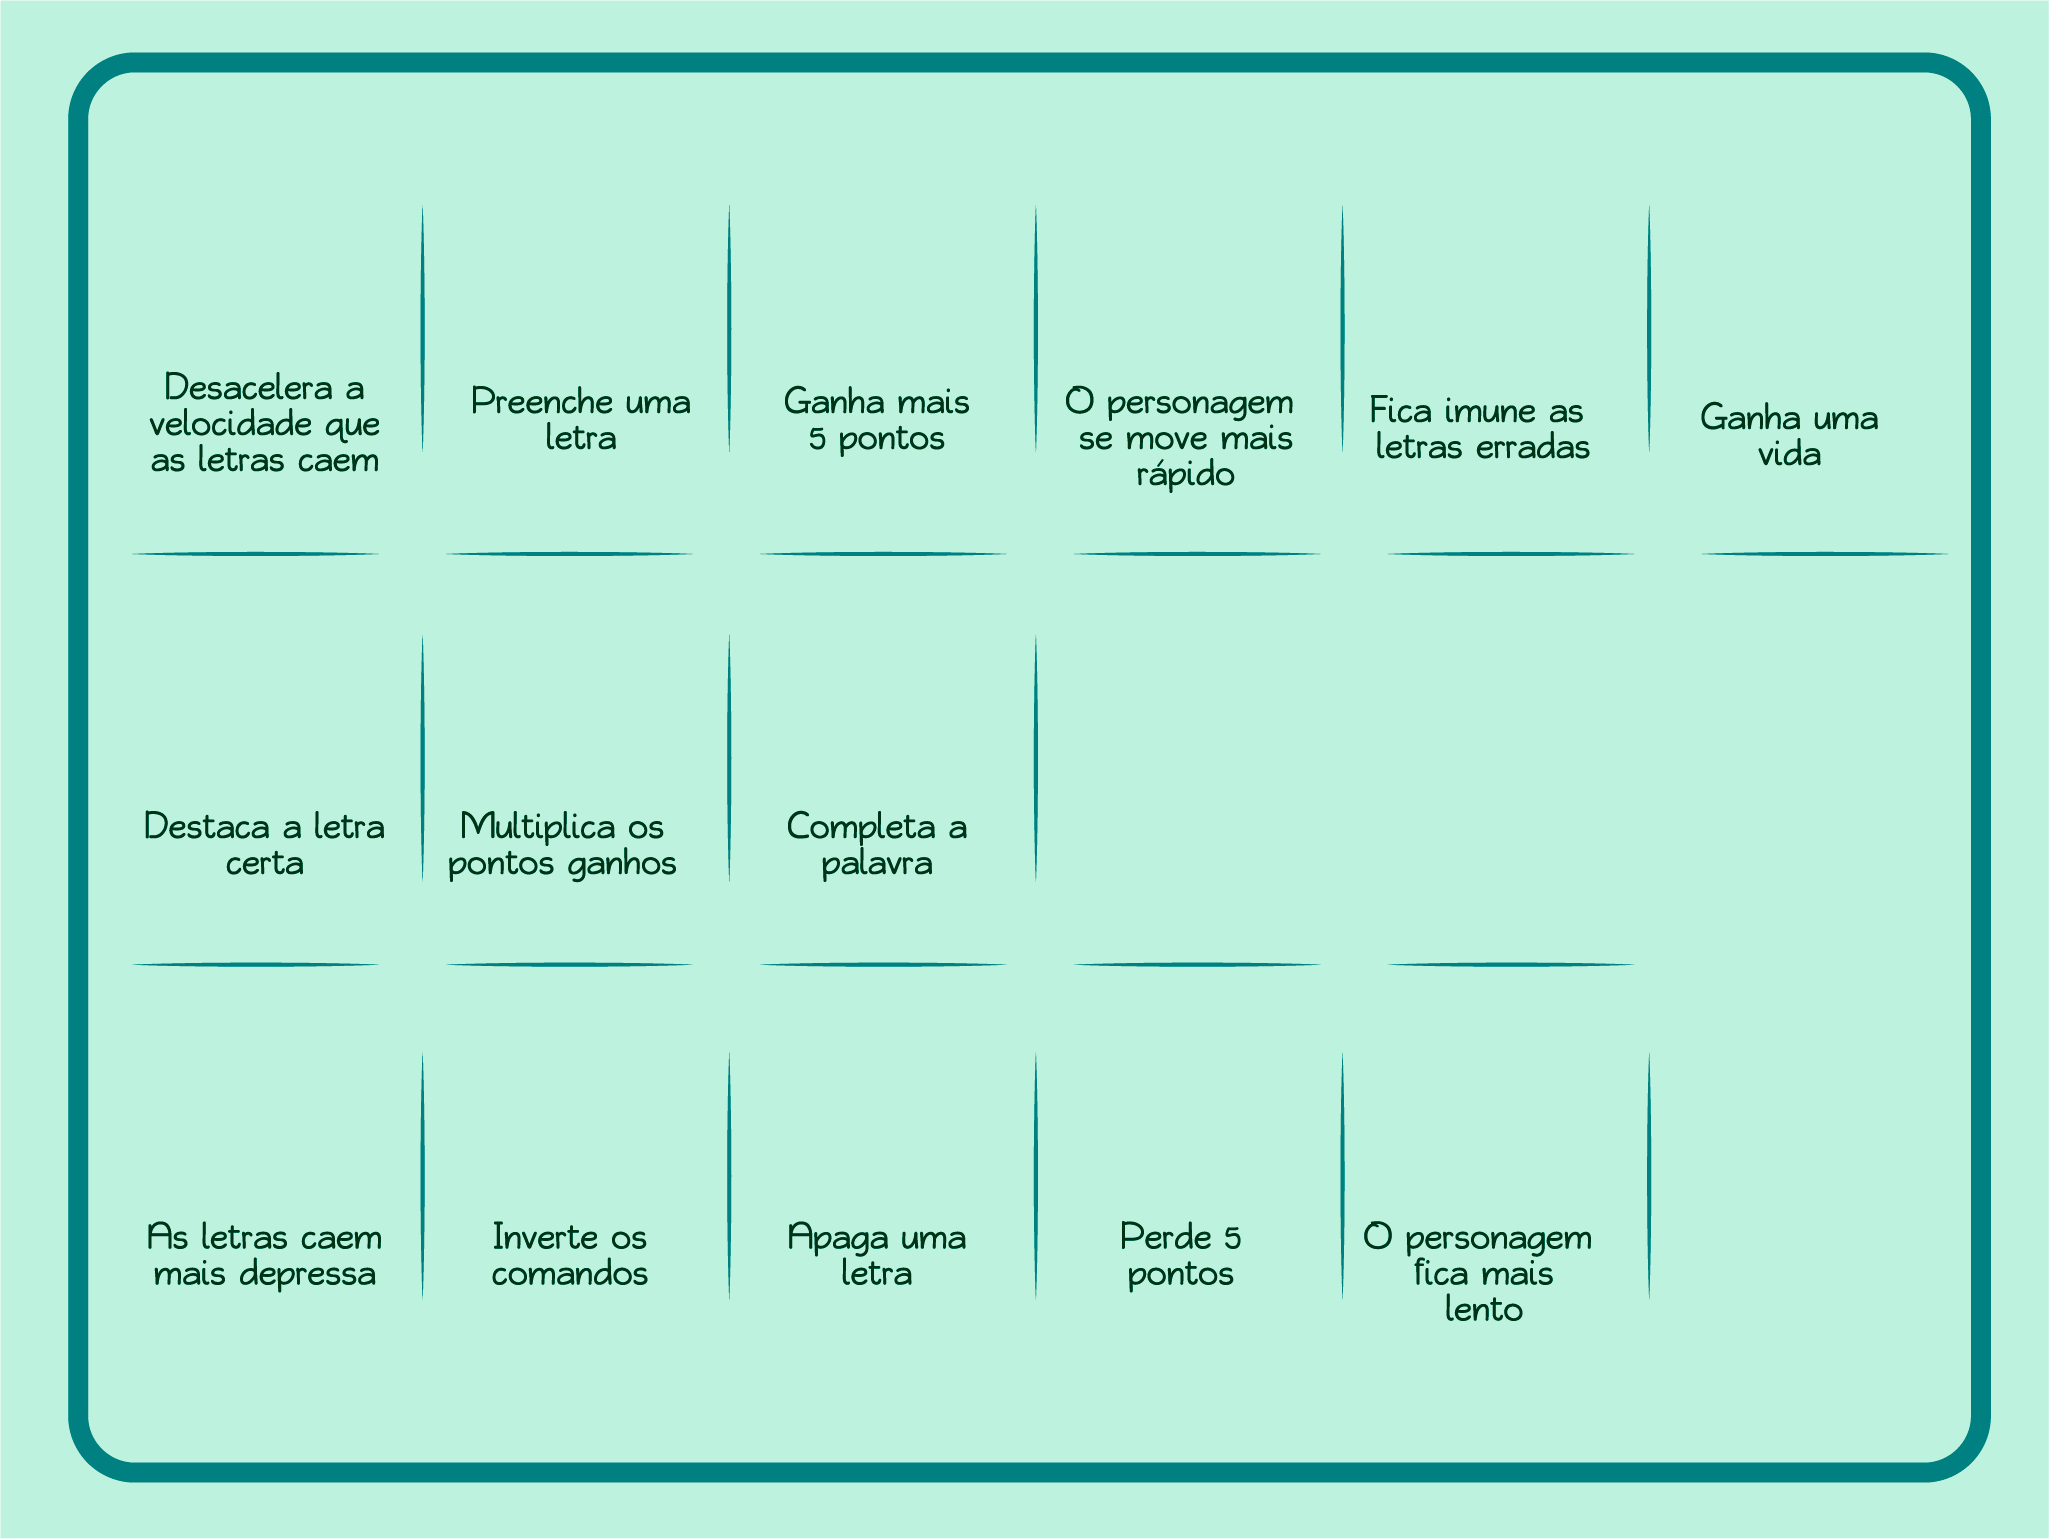 Desacelera a
velocidade que
as letras caem
Preenche uma
letra
Ganha mais
5 pontos
O personagem
se move mais
rápido
Fica imune as
letras erradas
Ganha uma
vida
Destaca a letra
certa
Multiplica os
pontos ganhos
Completa a
palavra
As letras caem
mais depressa
Inverte os
comandos
Apaga uma
letra
Perde 5
pontos
O personagem
fica mais
lento